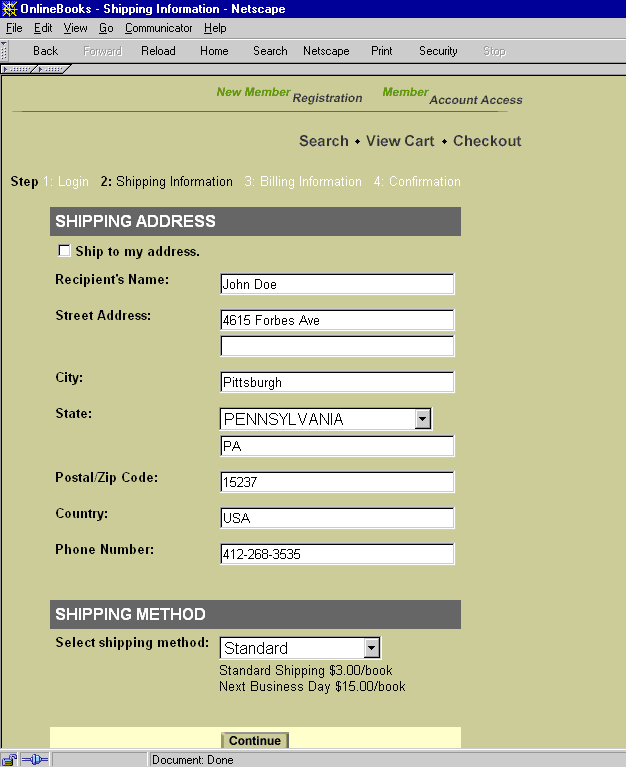 OnlineBooks - Shipping Information - Netscape
File Edit View Go Communicator Help
Back Forward Reload Home Search Netscape Print Security Stop
New Member Registration Member Account Access
Search • View Cart • Checkout
Step 1: Login 2: Shipping Information 3: Billing Information 4: Confirmation
SHIPPING ADDRESS
Ship to my address.
Recipient's Name: John Doe
Street Address: 4615 Forbes Ave
City: Pittsburgh
State: PENNSYLVANIA
PA
Postal/Zip Code: 15237
Country: USA
Phone Number: 412-268-3535
SHIPPING METHOD
Select shipping method: Standard
Standard Shipping $3.00/book
Next Business Day $15.00/book
Continue
Document: Done